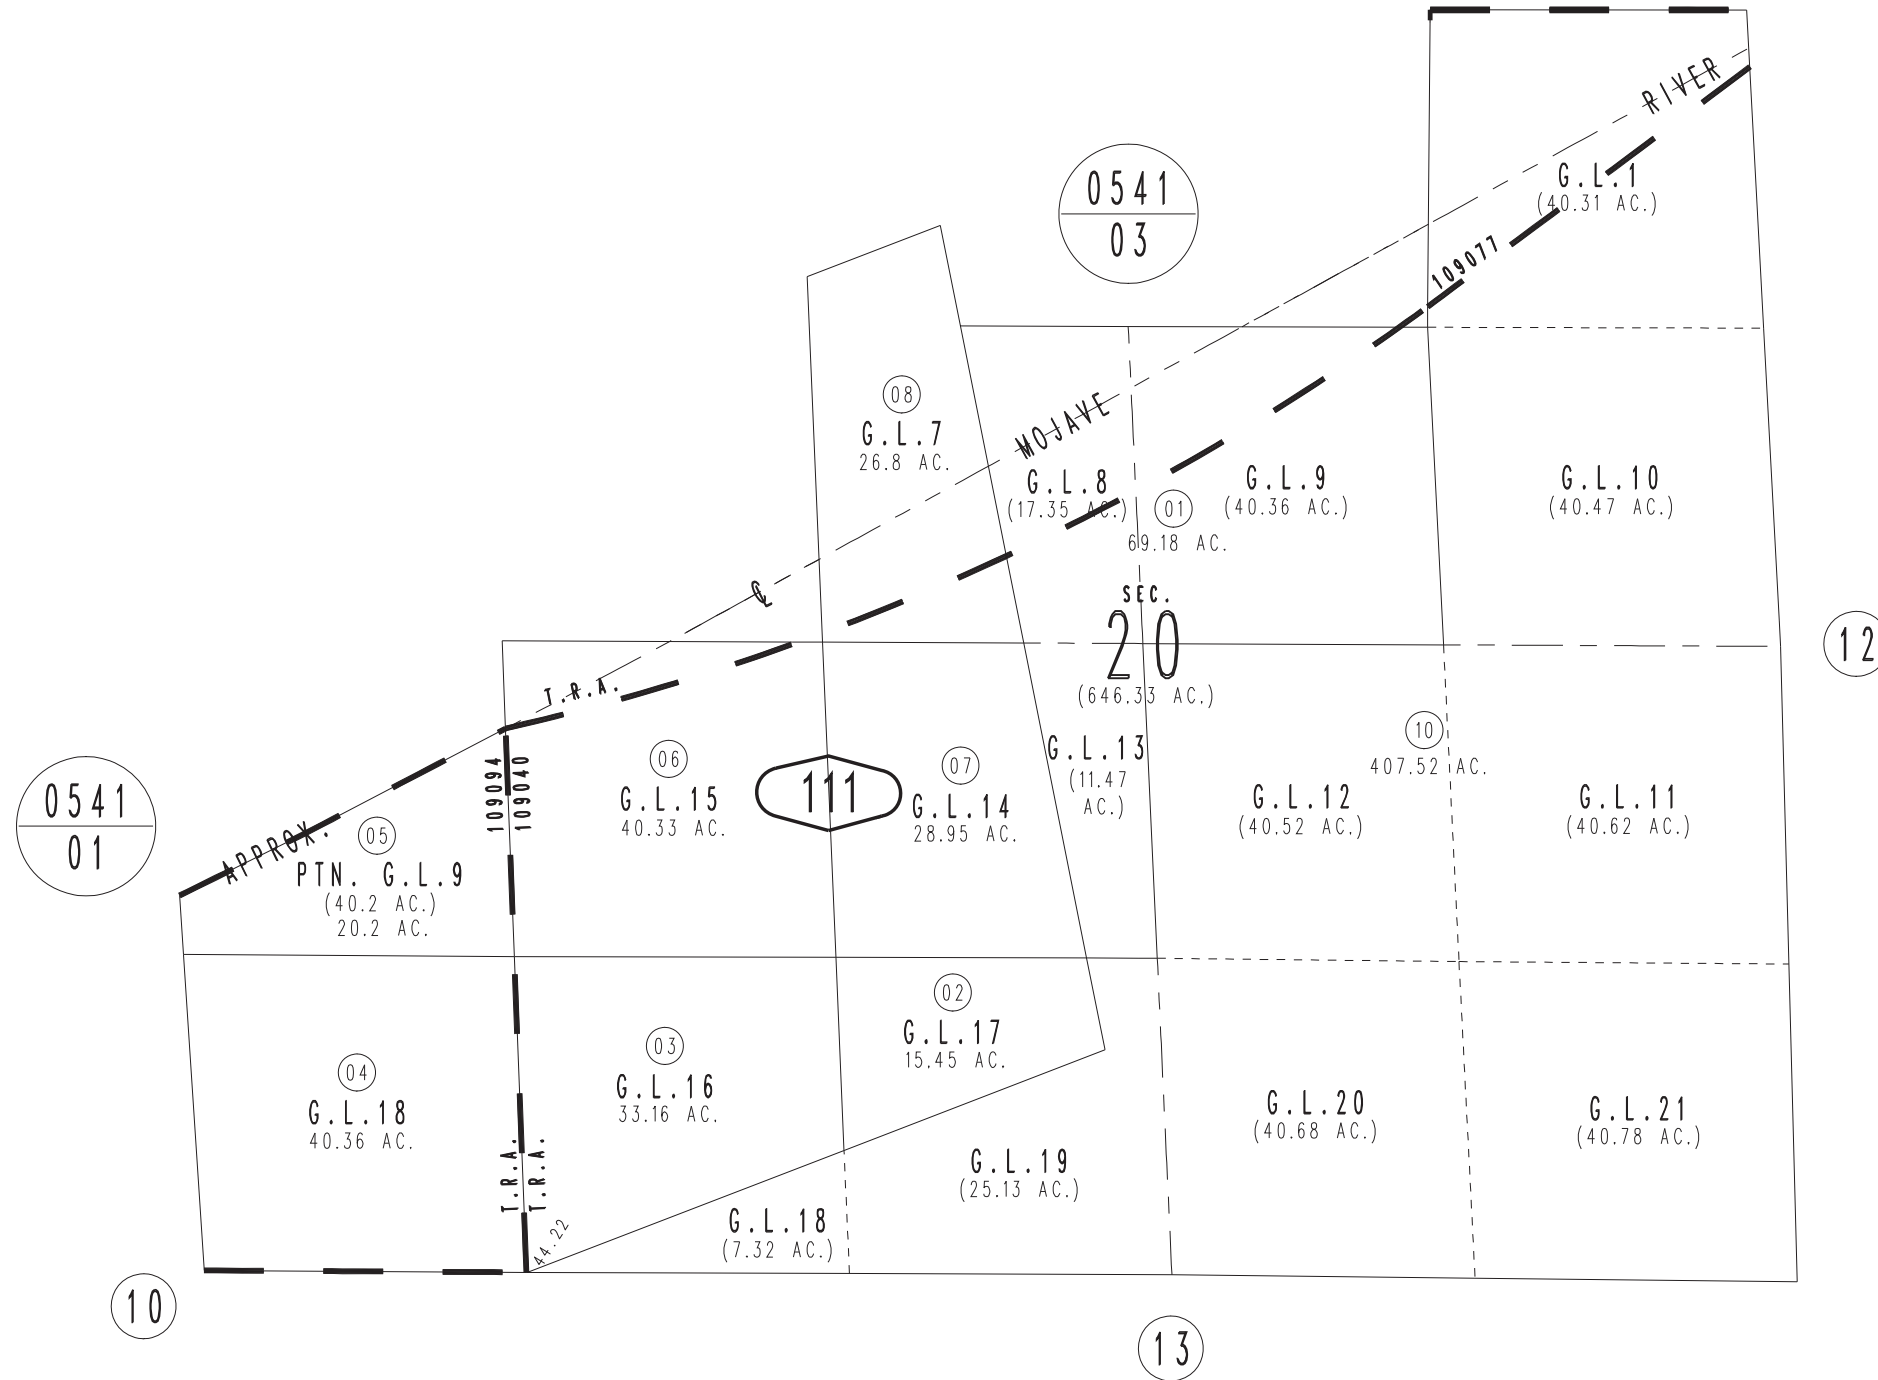 RIVER
G.L.1
(40.31 AC.)
0541
03
109077
08
G.L.7
26.8 AC.
MOJAVE
G.L.8
(17.35 AC.)
01
69.18 AC.
G.L.9
(40.36 AC.)
G.L.10
(40.47 AC.)
℄
SEC.
20
(646.33 AC.)
12
T.R.A.
109094
109040
06
G.L.15
40.33 AC.
111
07
G.L.14
28.95 AC.
G.L.13
(11.47
AC.)
10
407.52 AC.
G.L.12
(40.52 AC.)
G.L.11
(40.62 AC.)
0541
01
APPROX.
05
PTN. G.L.9
(40.2 AC.)
20.2 AC.
04
G.L.18
40.36 AC.
03
G.L.16
33.16 AC.
02
G.L.17
15.45 AC.
G.L.20
(40.68 AC.)
G.L.21
(40.78 AC.)
T.R.A.
T.R.A.
44.22
G.L.19
(25.13 AC.)
G.L.18
(7.32 AC.)
10
13